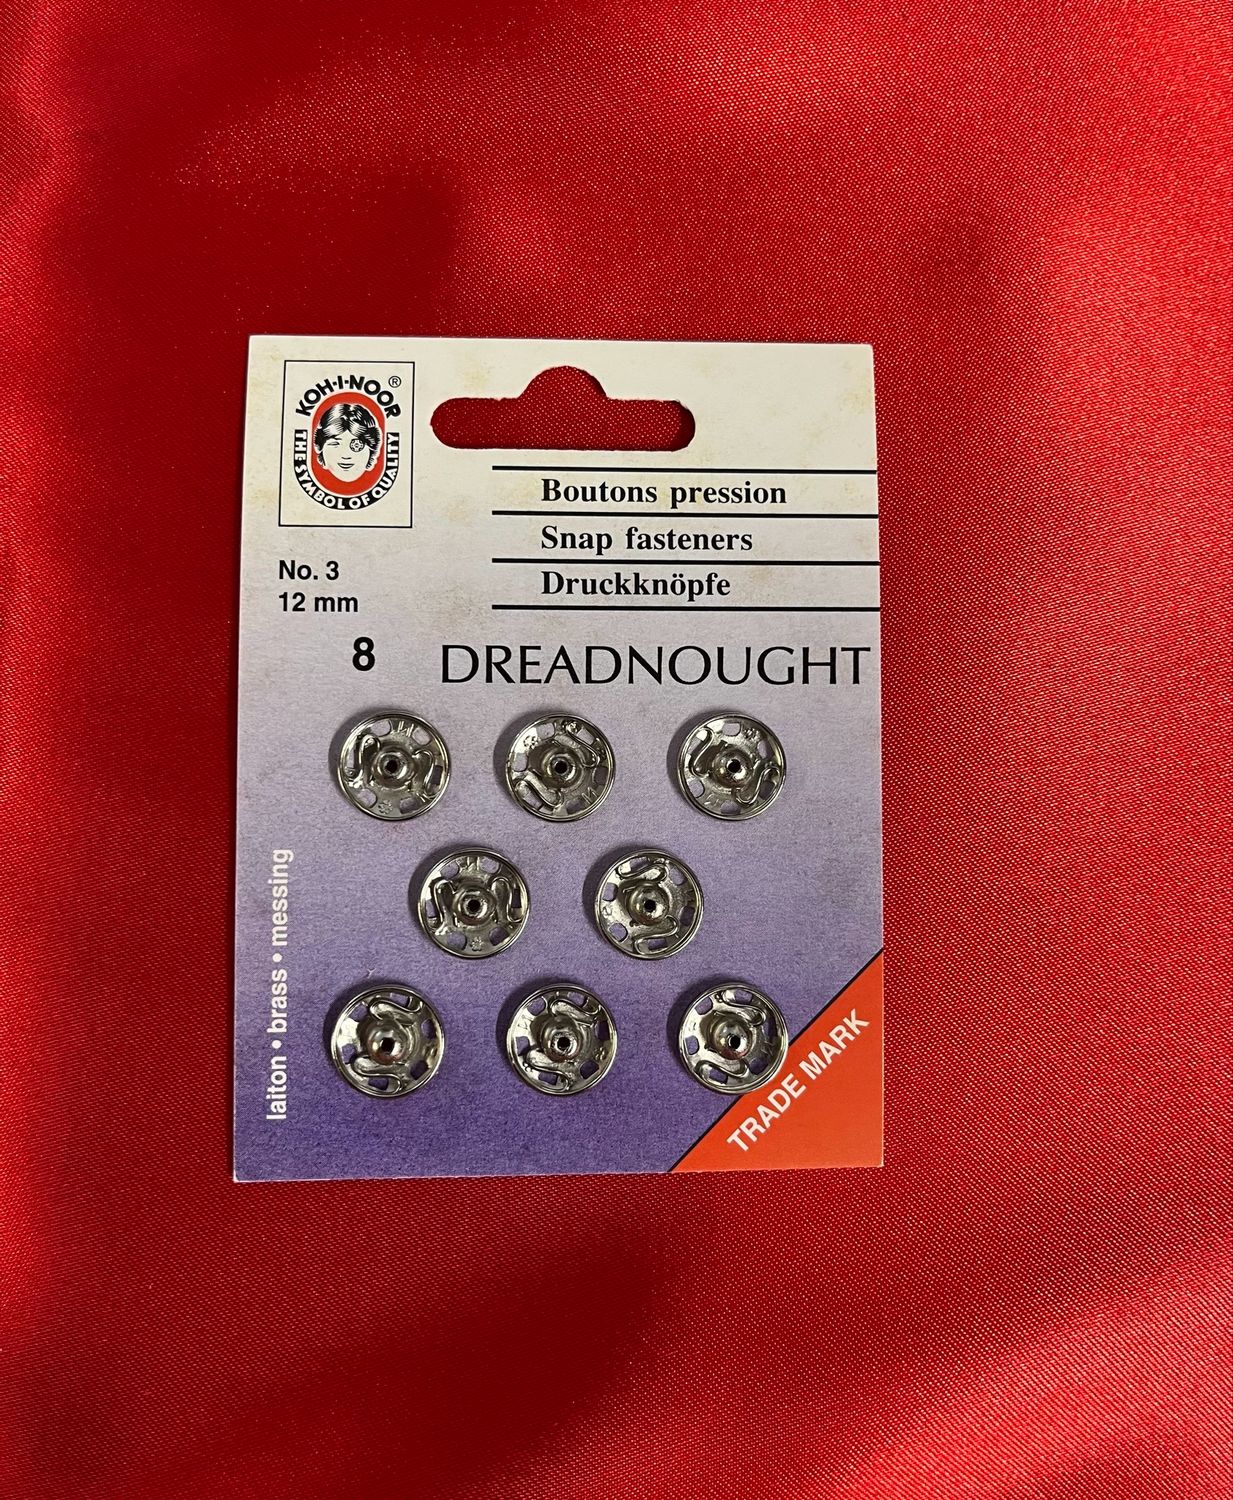 KOH-I-NOOR ®
THE SYMBOL OF QUALITY
Boutons pression
Snap fasteners
Druckknöpfe
No. 3
12 mm
8
DREADNOUGHT
laiton • brass • messing
TRADE MARK